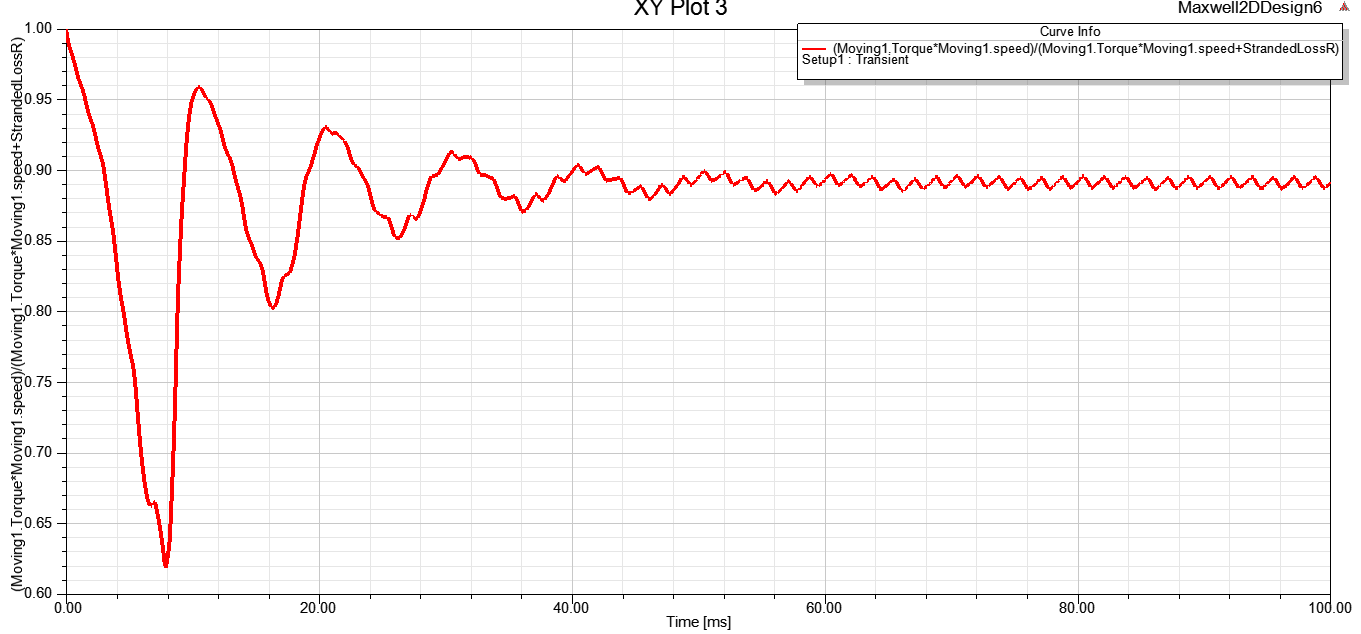 XY Plot 3
Maxwell2DDesign6
Curve Info
(Moving1.Torque*Moving1.speed)/(Moving1.Torque*Moving1.speed+StrandedLossR)
Setup1 : Transient
(Moving1.Torque*Moving1.speed)/(Moving1.Torque*Moving1.speed+StrandedLossR)
1.00
0.95
0.90
0.85
0.80
0.75
0.70
0.65
0.60
0.00 20.00 40.00 60.00 80.00 100.00
Time [ms]